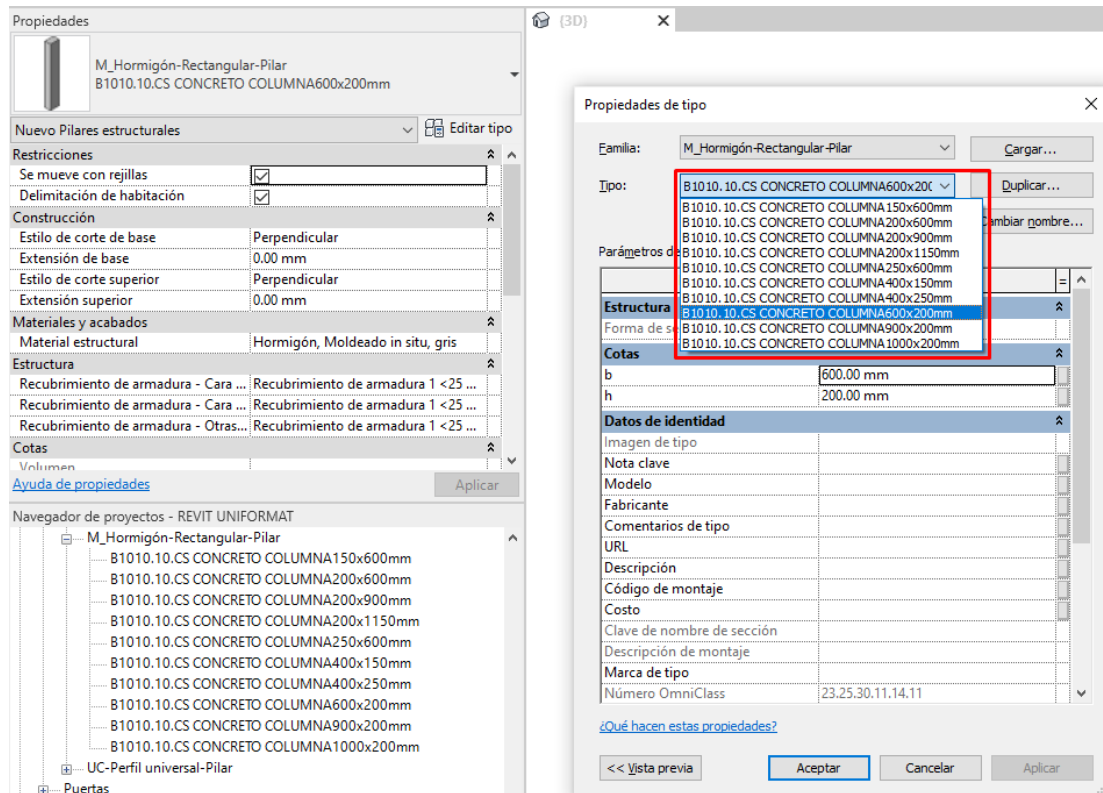 Propiedades
M_Hormigón-Rectangular-Pilar
B1010.10.CS CONCRETO COLUMNA600x200mm
Nuevo Pilares estructurales
Editar tipo
Restricciones
Se mueve con rejillas
Delimitación de habitación
Construcción
Estilo de corte de base Perpendicular
Extensión de base 0.00 mm
Estilo de corte superior Perpendicular
Extensión superior 0.00 mm
Materiales y acabados
Material estructural Hormigón, Moldeado in situ, gris
Estructura
Recubrimiento de armadura - Cara ... Recubrimiento de armadura 1 <25 ...
Recubrimiento de armadura - Cara ... Recubrimiento de armadura 1 <25 ...
Recubrimiento de armadura - Otras... Recubrimiento de armadura 1 <25 ...
Cotas
Volumen
Ayuda de propiedades
Aplicar
Navegador de proyectos - REVIT UNIFORMAT
M_Hormigón-Rectangular-Pilar
B1010.10.CS CONCRETO COLUMNA150x600mm
B1010.10.CS CONCRETO COLUMNA200x600mm
B1010.10.CS CONCRETO COLUMNA200x900mm
B1010.10.CS CONCRETO COLUMNA200x1150mm
B1010.10.CS CONCRETO COLUMNA250x600mm
B1010.10.CS CONCRETO COLUMNA400x150mm
B1010.10.CS CONCRETO COLUMNA400x250mm
B1010.10.CS CONCRETO COLUMNA600x200mm
B1010.10.CS CONCRETO COLUMNA900x200mm
B1010.10.CS CONCRETO COLUMNA1000x200mm
UC-Perfil universal-Pilar
Puertas
{3D}
Propiedades de tipo
Familia: M_Hormigón-Rectangular-Pilar
Cargar...
Tipo: B1010.10.CS CONCRETO COLUMNA600x200
Duplicar...
B1010.10.CS CONCRETO COLUMNA150x600mm
B1010.10.CS CONCRETO COLUMNA200x600mm
Cambiar nombre...
B1010.10.CS CONCRETO COLUMNA200x900mm
Parámetros de
B1010.10.CS CONCRETO COLUMNA200x1150mm
B1010.10.CS CONCRETO COLUMNA250x600mm
B1010.10.CS CONCRETO COLUMNA400x150mm
=
B1010.10.CS CONCRETO COLUMNA400x250mm
Estructura
B1010.10.CS CONCRETO COLUMNA600x200mm
Forma de se
B1010.10.CS CONCRETO COLUMNA900x200mm
B1010.10.CS CONCRETO COLUMNA1000x200mm
Cotas
b 600.00 mm
h 200.00 mm
Datos de identidad
Imagen de tipo
Nota clave
Modelo
Fabricante
Comentarios de tipo
URL
Descripción
Código de montaje
Costo
Clave de nombre de sección
Descripción de montaje
Marca de tipo
Número OmniClass 23.25.30.11.14.11
¿Qué hacen estas propiedades?
<< Vista previa
Aceptar
Cancelar
Aplicar